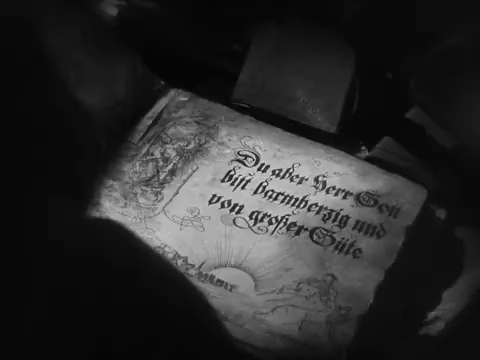 Du aber Herr Gott
bist barmherzig und
von großer Güte